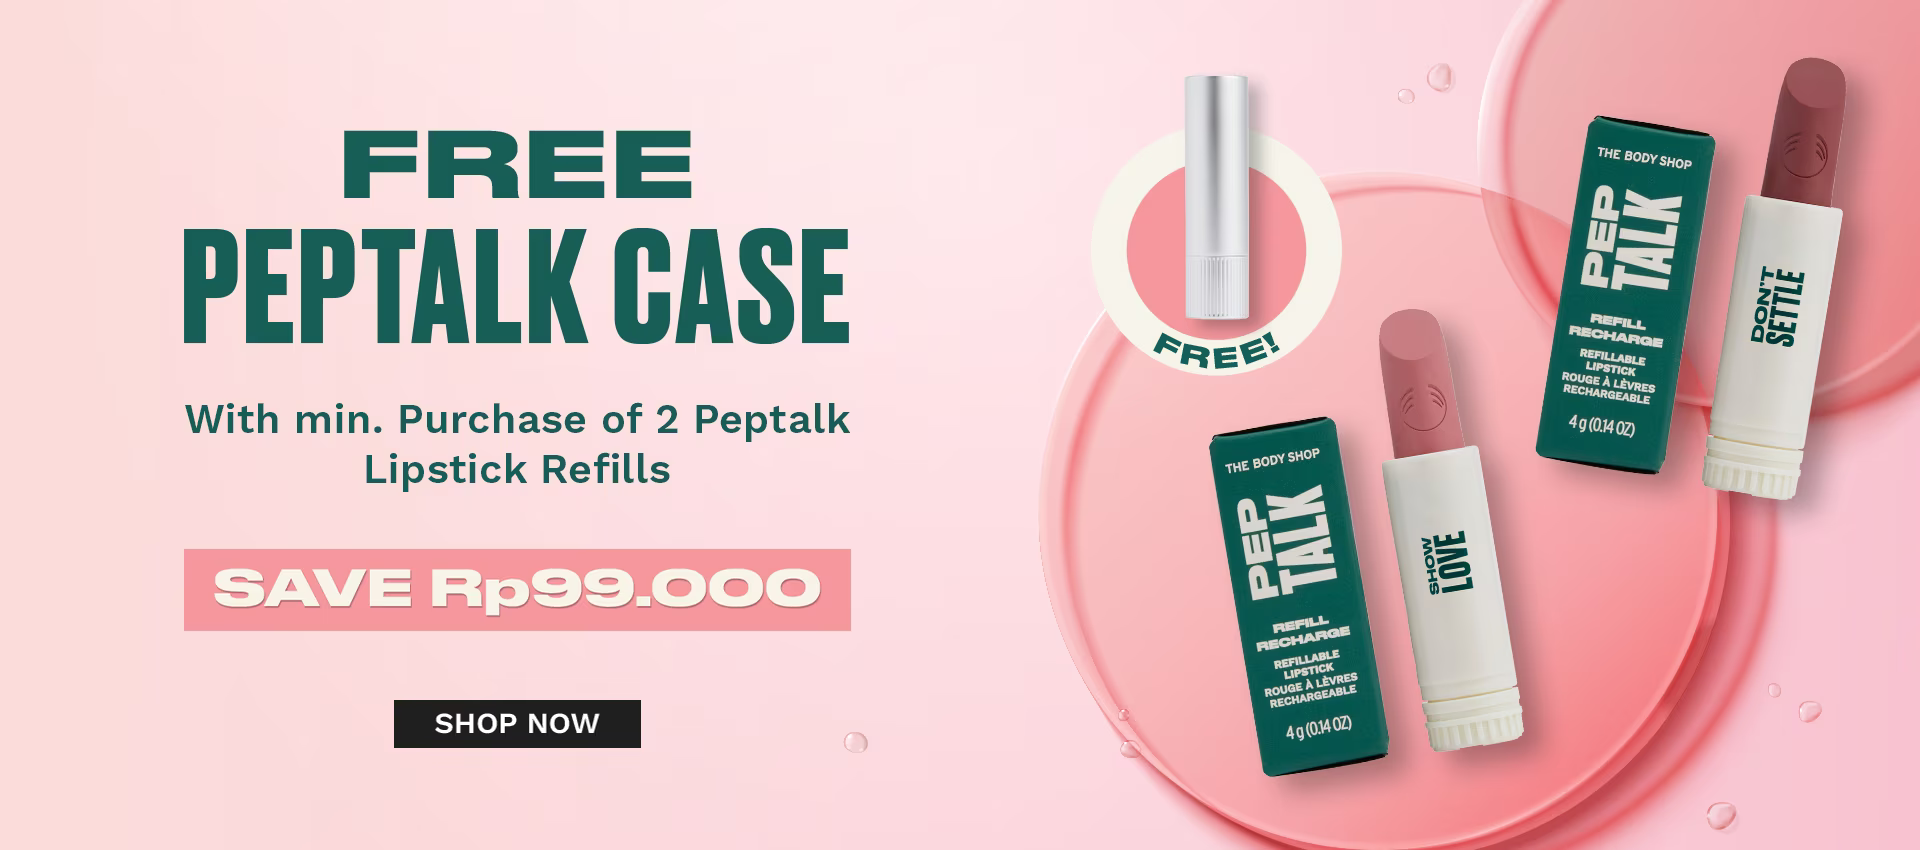 FREE
PEPTALK CASE
With min. Purchase of 2 Peptalk
Lipstick Refills
SAVE Rp99.000
SHOP NOW
FREE!
THE BODY SHOP
PEP
TALK
REFILL
RECHARGE
REFILLABLE
LIPSTICK
ROUGE À LÈVRES
RECHARGEABLE
4 g (0.14 OZ)
SHOW
LOVE
THE BODY SHOP
PEP
TALK
REFILL
RECHARGE
REFILLABLE
LIPSTICK
ROUGE À LÈVRES
RECHARGEABLE
4 g (0.14 OZ)
DON'T
SETTLE